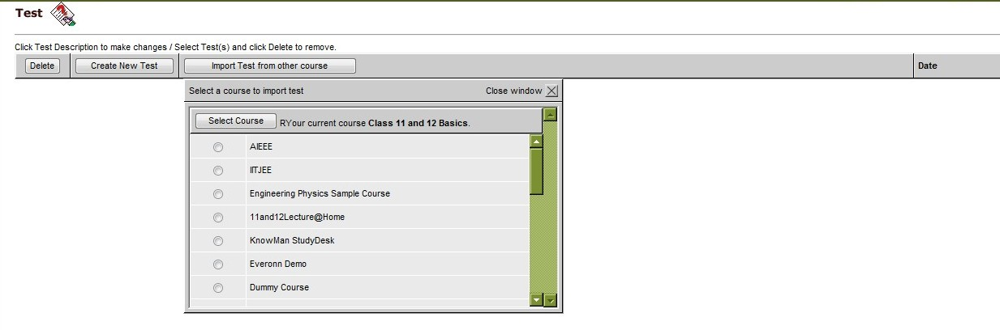 Test
Click Test Description to make changes / Select Test(s) and click Delete to remove.
Delete Create New Test Import Test from other course Date
Select a course to import test Close window
Select Course RYour current course Class 11 and 12 Basics.
AIEEE
IITJEE
Engineering Physics Sample Course
11and12Lecture@Home
KnowMan StudyDesk
Everonn Demo
Dummy Course